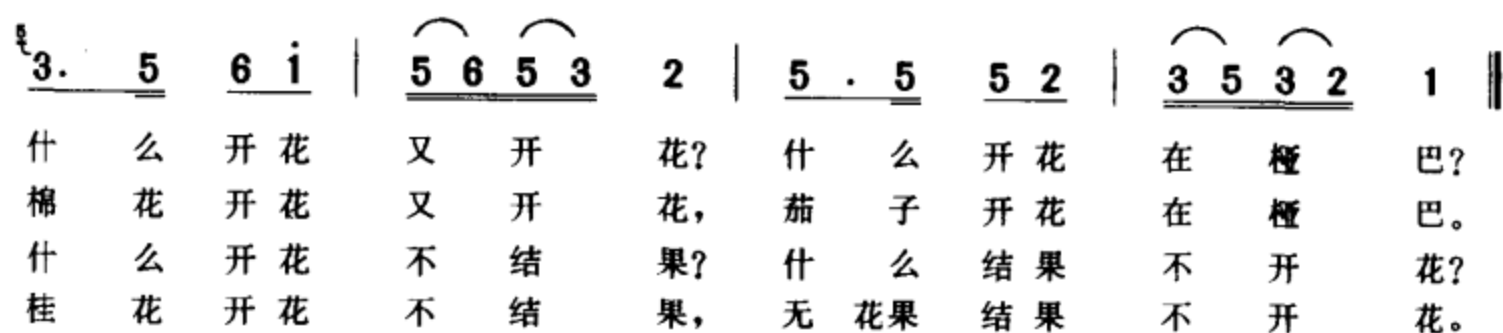 5
3. 5 6 i | 5 6 5 3 2 | 5 . 5 5 2 | 3 5 3 2 1
什么开花又开花?什么开花在桠巴?
棉花开花又开花,茄子开花在桠巴。
什么开花不结果?什么结果不开花?
桂花开花不结果,无花果结果不开花。